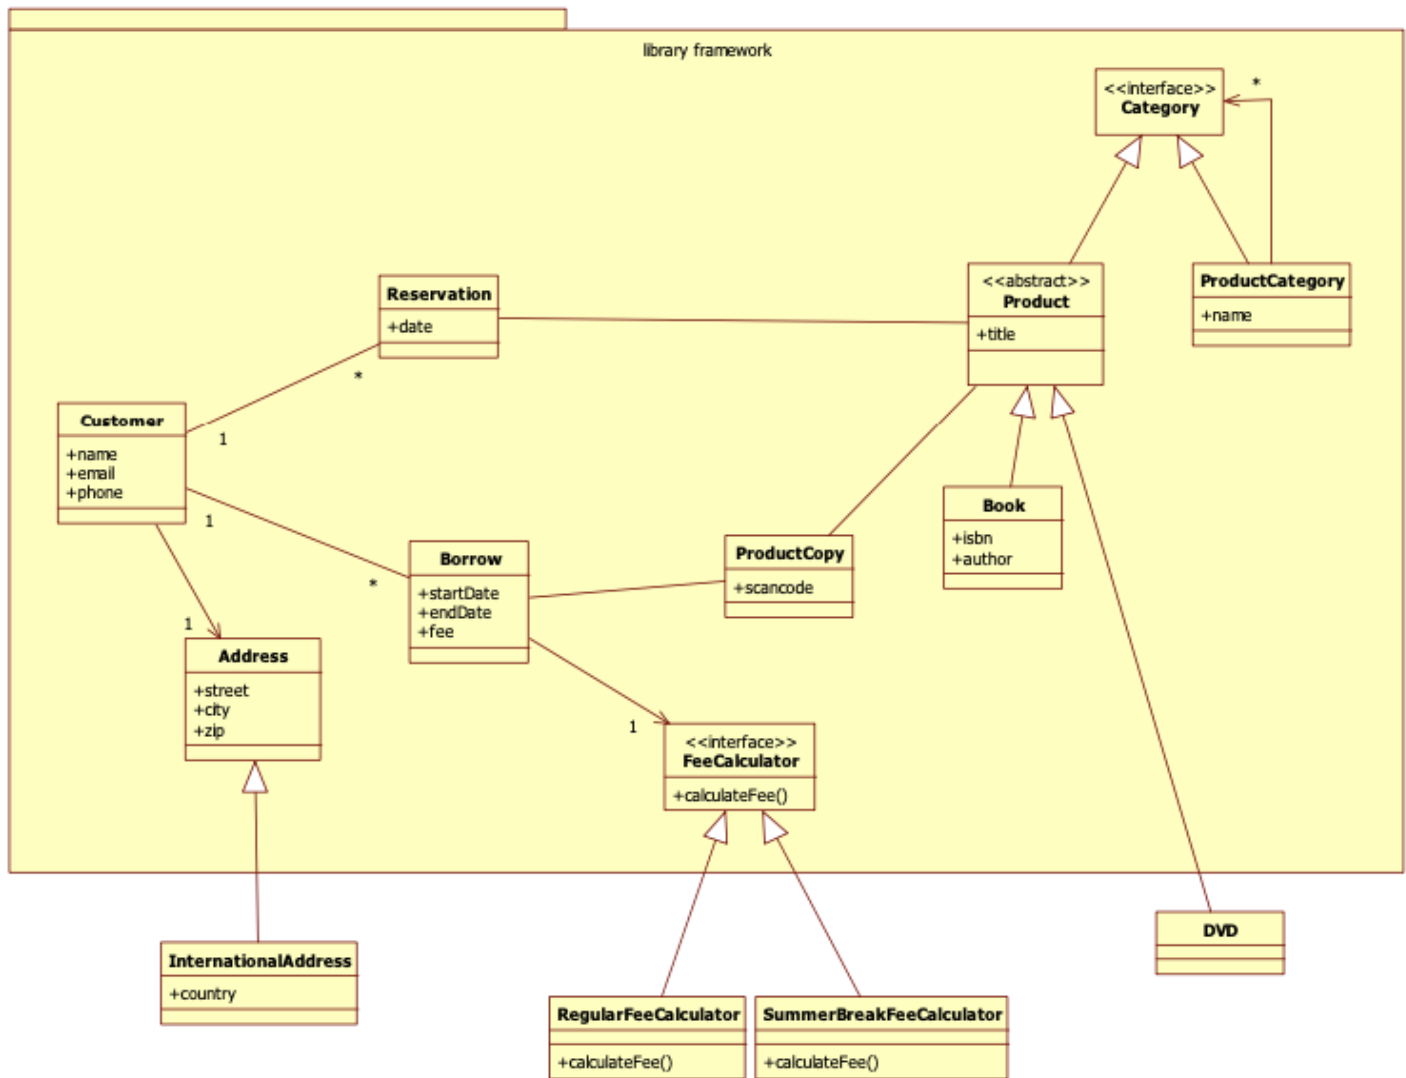 library framework
<<interface>>
Category
*
<<abstract>>
Product
+title
ProductCategory
+name
Reservation
+date
*
1
Customer
+name
+email
+phone
1
*
Borrow
+startDate
+endDate
+fee
ProductCopy
+scancode
Book
+isbn
+author
1
Address
+street
+city
+zip
1
<<interface>>
FeeCalculator
+calculateFee()
DVD
InternationalAddress
+country
RegularFeeCalculator
+calculateFee()
SummerBreakFeeCalculator
+calculateFee()